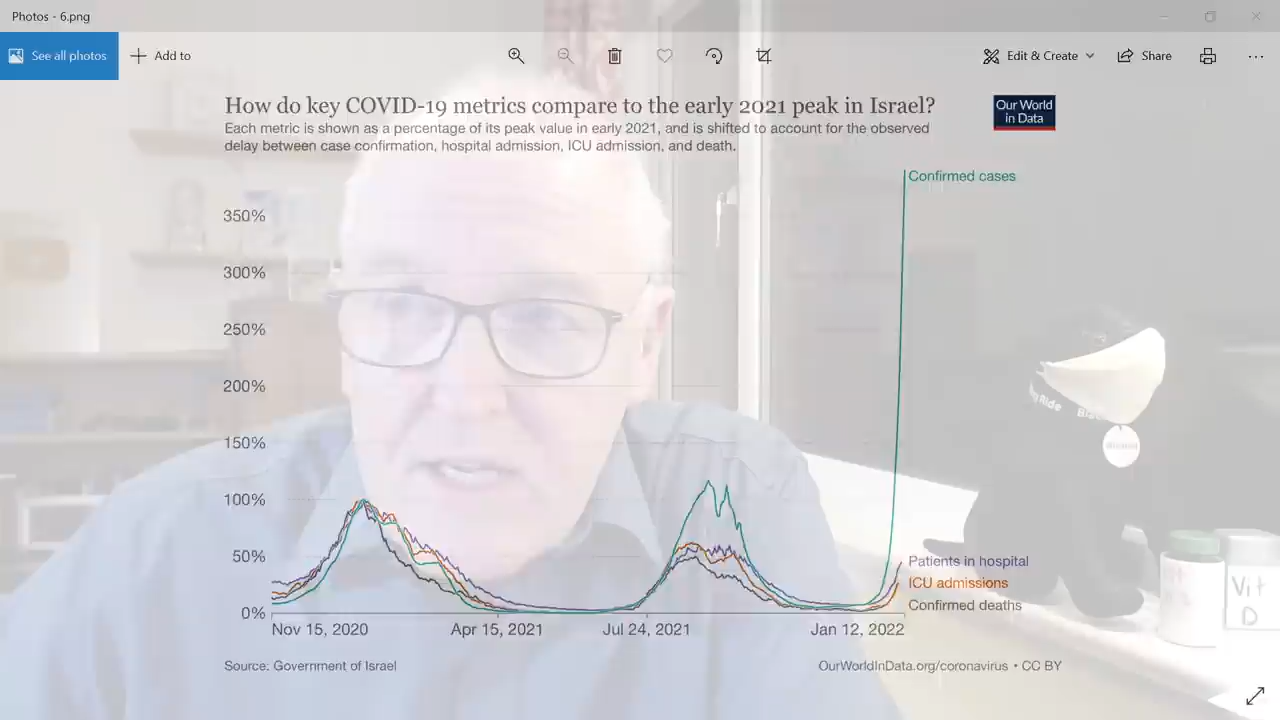 Photos - 6.png
See all photos
Add to
Edit & Create
Share
How do key COVID-19 metrics compare to the early 2021 peak in Israel?
Our World
in Data
Each metric is shown as a percentage of its peak value in early 2021, and is shifted to account for the observed
delay between case confirmation, hospital admission, ICU admission, and death.
Confirmed cases
350%
300%
250%
200%
150%
100%
50%
0%
Patients in hospital
ICU admissions
Confirmed deaths
Nov 15, 2020
Apr 15, 2021
Jul 24, 2021
Jan 12, 2022
Source: Government of Israel
OurWorldInData.org/coronavirus • CC BY
Ride
Vit
D